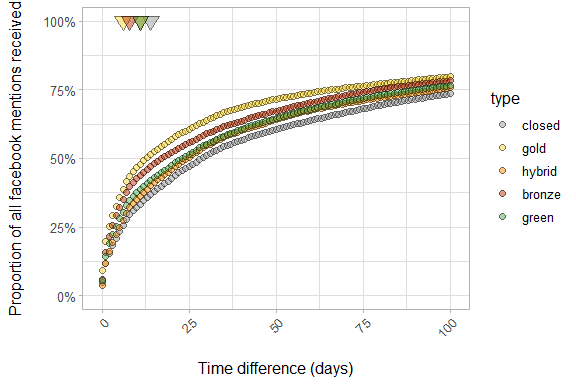 Proportion of all facebook mentions received
100%
75%
50%
25%
0%
0
25
50
75
100
Time difference (days)
type
closed
gold
hybrid
bronze
green